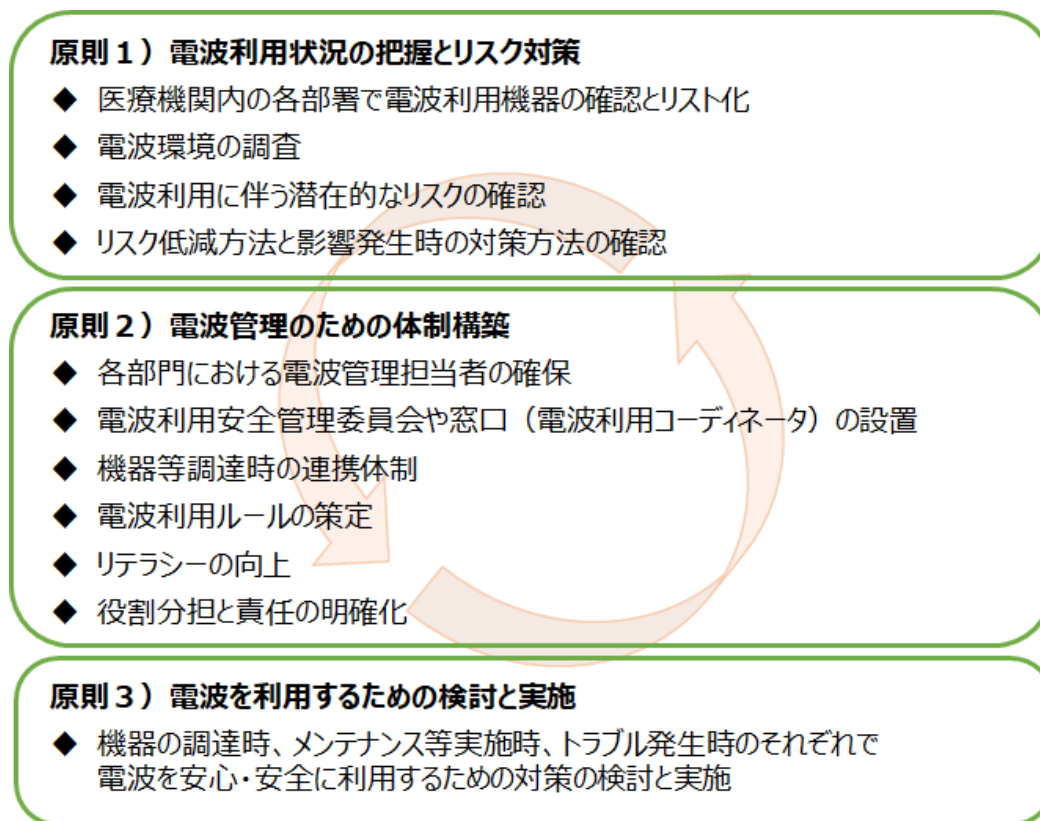 原則１）電波利用状況の把握とリスク対策
◆ 医療機関内の各部署で電波利用機器の確認とリスト化
◆ 電波環境の調査
◆ 電波利用に伴う潜在的なリスクの確認
◆ リスク低減方法と影響発生時の対策方法の確認
原則２）電波管理のための体制構築
◆ 各部門における電波管理担当者の確保
◆ 電波利用安全管理委員会や窓口（電波利用コーディネータ）の設置
◆ 機器等調達時の連携体制
◆ 電波利用ルールの策定
◆ リテラシーの向上
◆ 役割分担と責任の明確化
原則３）電波を利用するための検討と実施
◆ 機器の調達時、メンテナンス等実施時、トラブル発生時のそれぞれで
電波を安心・安全に利用するための対策の検討と実施